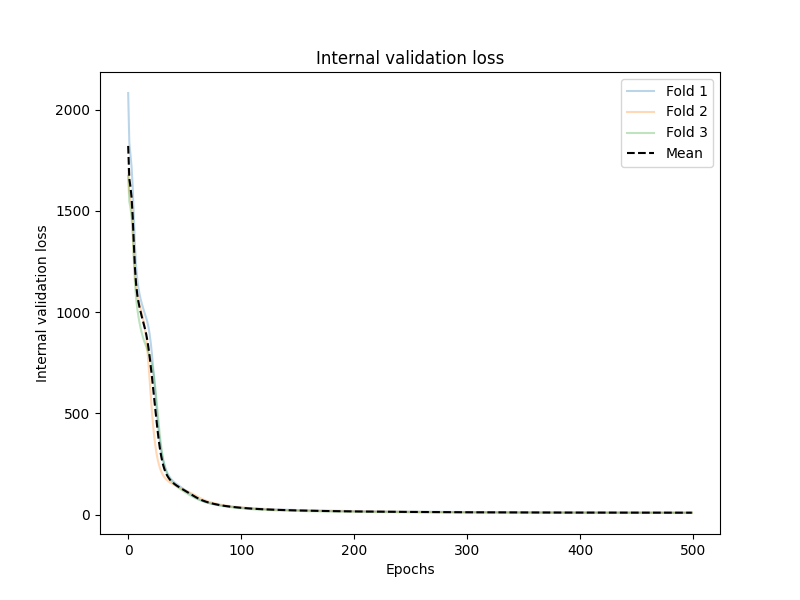 Internal validation loss
Fold 1
Fold 2
Fold 3
Mean
2000
1500
1000
500
0
Internal validation loss
0 100 200 300 400 500
Epochs